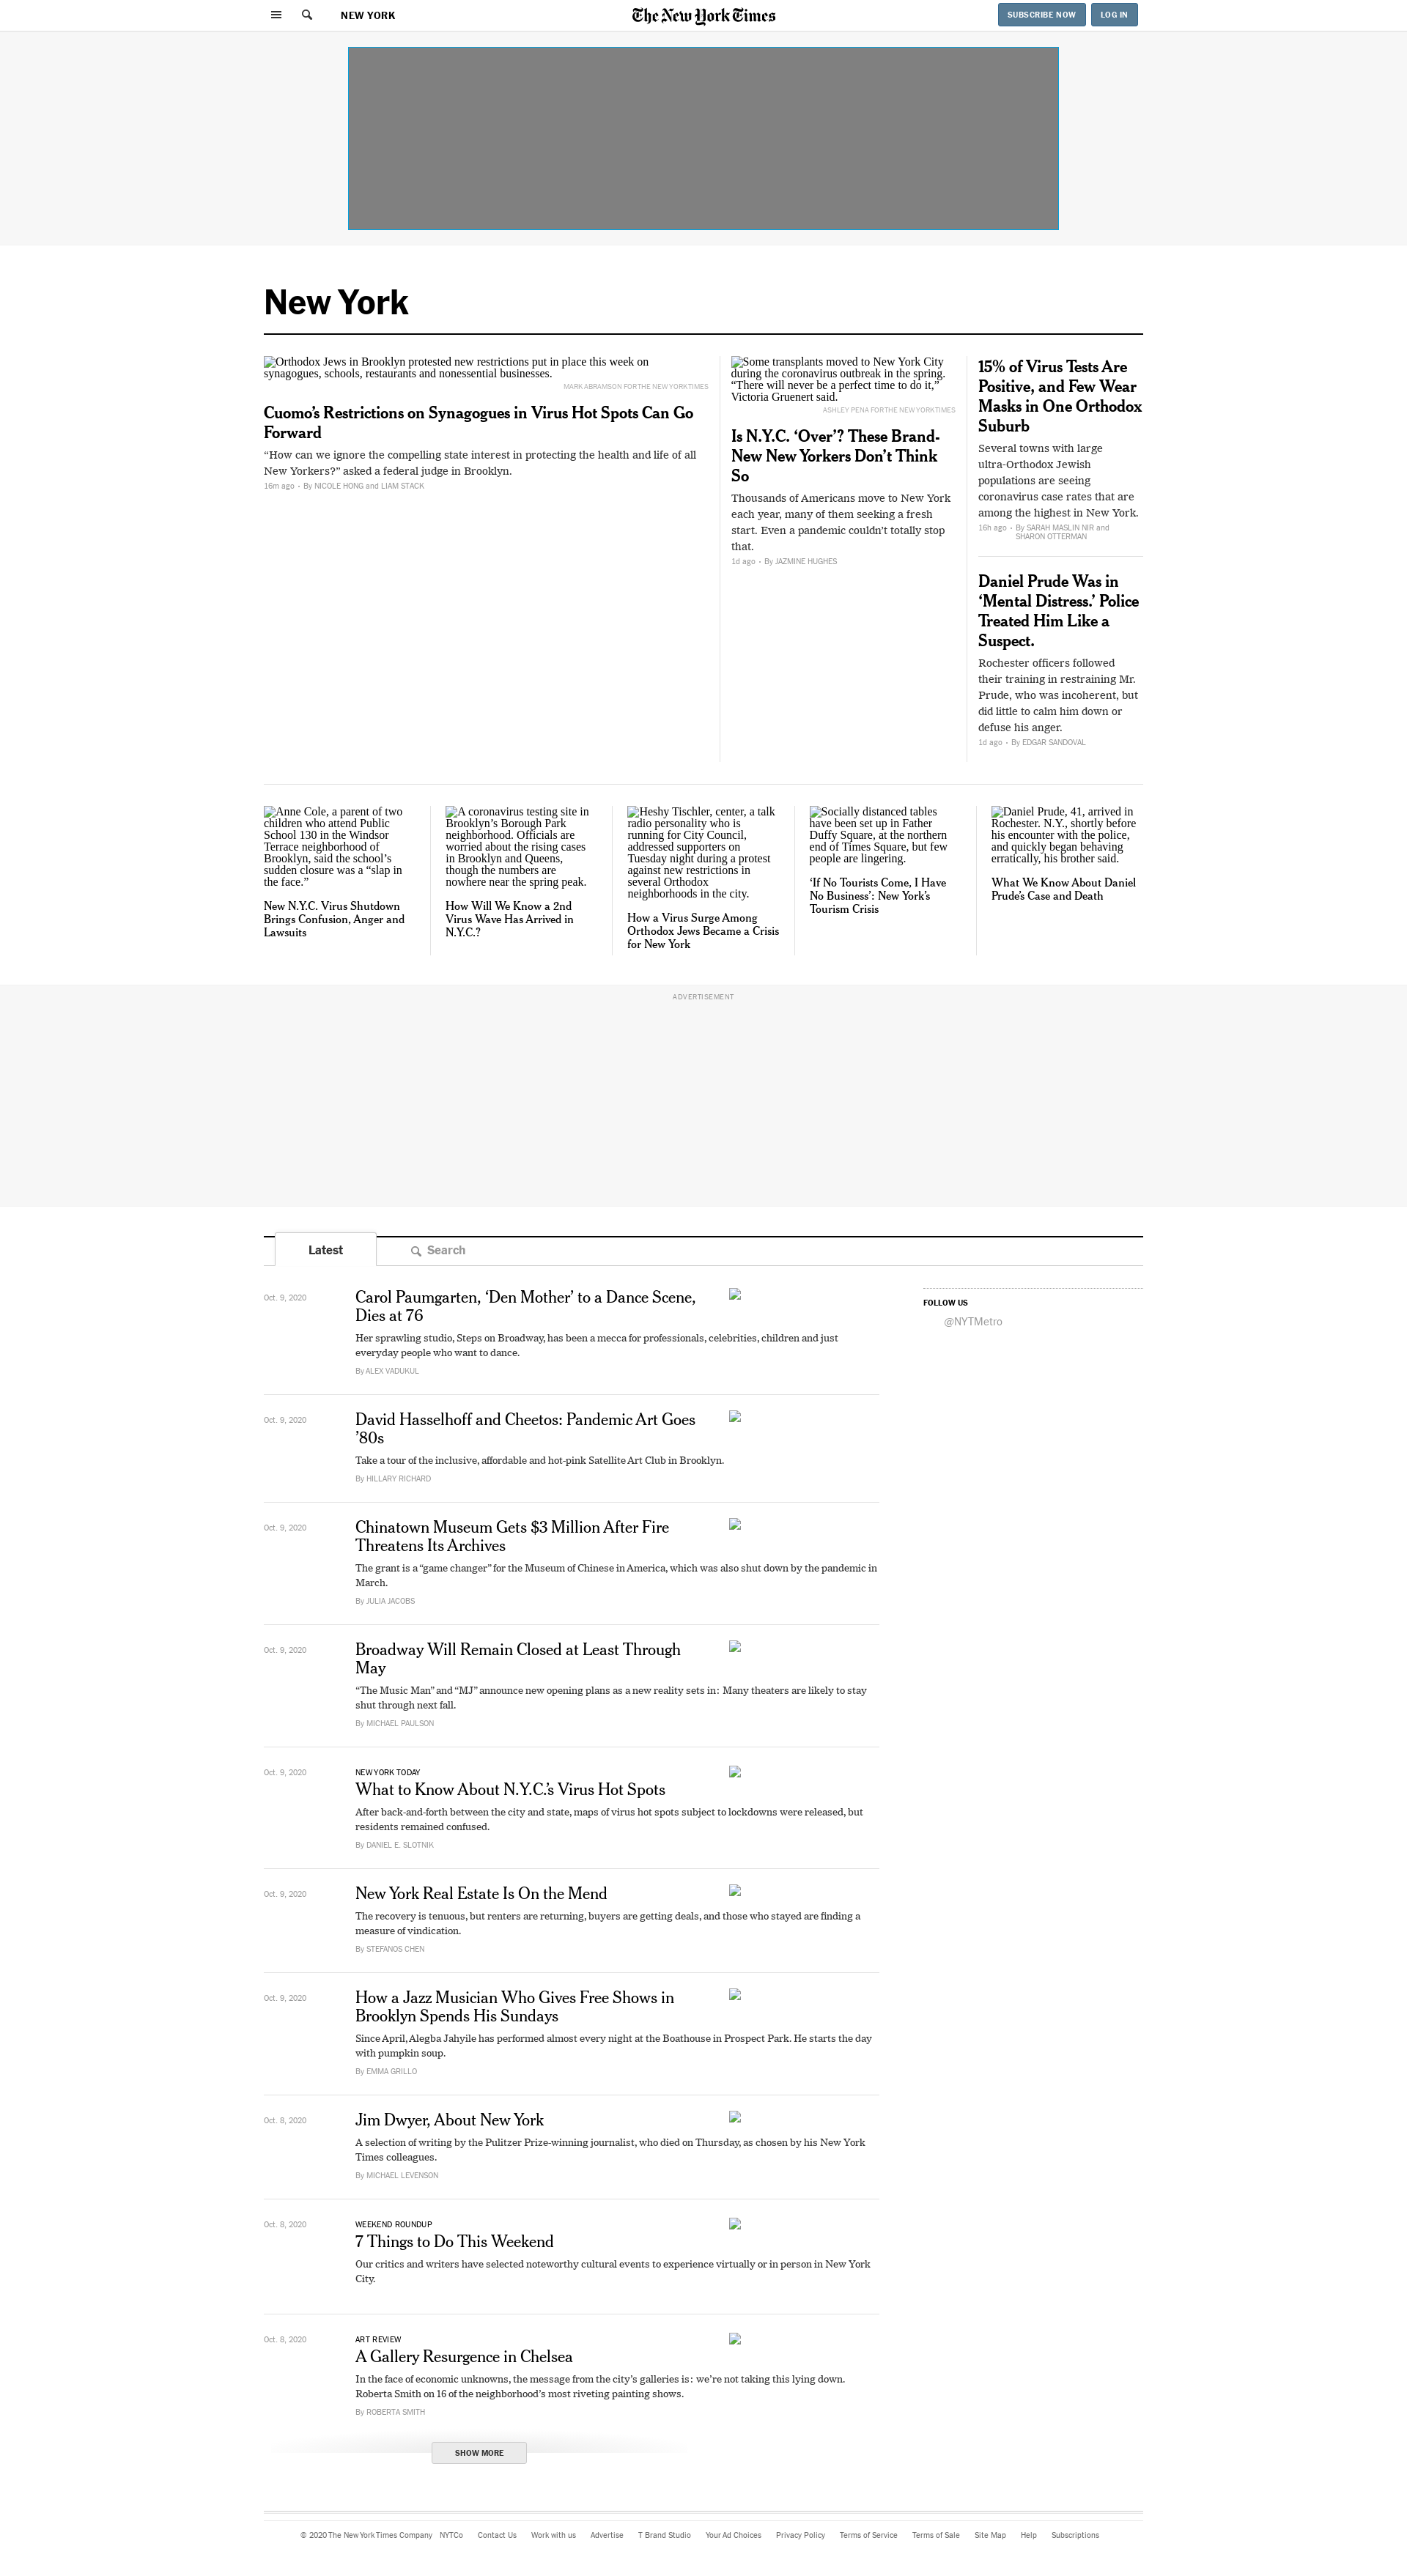 NEW YORK
The New York Times
SUBSCRIBE NOW
LOG IN
New York
Orthodox Jews in Brooklyn protested new restrictions put in place this week on
synagogues, schools, restaurants and nonessential businesses.
MARK ABRAMSON FOR THE NEW YORK TIMES
Cuomo’s Restrictions on Synagogues in Virus Hot Spots Can Go
Forward
“How can we ignore the compelling state interest in protecting the health and life of all
New Yorkers?” asked a federal judge in Brooklyn.
16m ago • By NICOLE HONG and LIAM STACK
Some transplants moved to New York City
during the coronavirus outbreak in the spring.
“There will never be a perfect time to do it,”
Victoria Gruenert said.
ASHLEY PENA FOR THE NEW YORK TIMES
Is N.Y.C. ‘Over’? These Brand-
New New Yorkers Don’t Think
So
Thousands of Americans move to New York
each year, many of them seeking a fresh
start. Even a pandemic couldn’t totally stop
that.
1d ago • By JAZMINE HUGHES
15% of Virus Tests Are
Positive, and Few Wear
Masks in One Orthodox
Suburb
Several towns with large
ultra-Orthodox Jewish
populations are seeing
coronavirus case rates that are
among the highest in New York.
16h ago • By SARAH MASLIN NIR and
SHARON OTTERMAN
Daniel Prude Was in
‘Mental Distress.’ Police
Treated Him Like a
Suspect.
Rochester officers followed
their training in restraining Mr.
Prude, who was incoherent, but
did little to calm him down or
defuse his anger.
1d ago • By EDGAR SANDOVAL
Anne Cole, a parent of two
children who attend Public
School 130 in the Windsor
Terrace neighborhood of
Brooklyn, said the school’s
sudden closure was a “slap in
the face.”
New N.Y.C. Virus Shutdown
Brings Confusion, Anger and
Lawsuits
A coronavirus testing site in
Brooklyn’s Borough Park
neighborhood. Officials are
worried about the rising cases
in Brooklyn and Queens,
though the numbers are
nowhere near the spring peak.
How Will We Know a 2nd
Virus Wave Has Arrived in
N.Y.C.?
Heshy Tischler, center, a talk
radio personality who is
running for City Council,
addressed supporters on
Tuesday night during a protest
against new restrictions in
several Orthodox
neighborhoods in the city.
How a Virus Surge Among
Orthodox Jews Became a Crisis
for New York
Socially distanced tables
have been set up in Father
Duffy Square, at the northern
end of Times Square, but few
people are lingering.
‘If No Tourists Come, I Have
No Business’: New York’s
Tourism Crisis
Daniel Prude, 41, arrived in
Rochester. N.Y., shortly before
his encounter with the police,
and quickly began behaving
erratically, his brother said.
What We Know About Daniel
Prude’s Case and Death
ADVERTISEMENT
Latest
Search
Oct. 9, 2020
Carol Paumgarten, ‘Den Mother’ to a Dance Scene,
Dies at 76
Her sprawling studio, Steps on Broadway, has been a mecca for professionals, celebrities, children and just
everyday people who want to dance.
By ALEX VADUKUL
FOLLOW US
@NYTMetro
Oct. 9, 2020
David Hasselhoff and Cheetos: Pandemic Art Goes
’80s
Take a tour of the inclusive, affordable and hot-pink Satellite Art Club in Brooklyn.
By HILLARY RICHARD
Oct. 9, 2020
Chinatown Museum Gets $3 Million After Fire
Threatens Its Archives
The grant is a “game changer” for the Museum of Chinese in America, which was also shut down by the pandemic in
March.
By JULIA JACOBS
Oct. 9, 2020
Broadway Will Remain Closed at Least Through
May
“The Music Man” and “MJ” announce new opening plans as a new reality sets in: Many theaters are likely to stay
shut through next fall.
By MICHAEL PAULSON
Oct. 9, 2020
NEW YORK TODAY
What to Know About N.Y.C.’s Virus Hot Spots
After back-and-forth between the city and state, maps of virus hot spots subject to lockdowns were released, but
residents remained confused.
By DANIEL E. SLOTNIK
Oct. 9, 2020
New York Real Estate Is On the Mend
The recovery is tenuous, but renters are returning, buyers are getting deals, and those who stayed are finding a
measure of vindication.
By STEFANOS CHEN
Oct. 9, 2020
How a Jazz Musician Who Gives Free Shows in
Brooklyn Spends His Sundays
Since April, Alegba Jahyile has performed almost every night at the Boathouse in Prospect Park. He starts the day
with pumpkin soup.
By EMMA GRILLO
Oct. 8, 2020
Jim Dwyer, About New York
A selection of writing by the Pulitzer Prize-winning journalist, who died on Thursday, as chosen by his New York
Times colleagues.
By MICHAEL LEVENSON
Oct. 8, 2020
WEEKEND ROUNDUP
7 Things to Do This Weekend
Our critics and writers have selected noteworthy cultural events to experience virtually or in person in New York
City.
Oct. 8, 2020
ART REVIEW
A Gallery Resurgence in Chelsea
In the face of economic unknowns, the message from the city’s galleries is: we’re not taking this lying down.
Roberta Smith on 16 of the neighborhood’s most riveting painting shows.
By ROBERTA SMITH
SHOW MORE
© 2020 The New York Times Company NYTCo Contact Us Work with us Advertise T Brand Studio Your Ad Choices Privacy Policy Terms of Service Terms of Sale Site Map Help Subscriptions